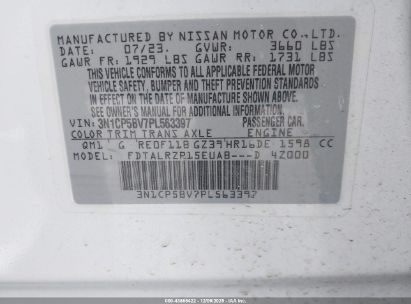 MANUFACTURED BY NISSAN MOTOR CO., LTD.
DATE: 07/23. GVWR: 3660 LBS
GAWR FR: 1929 LBS GAWR RR: 1731 LBS
THIS VEHICLE CONFORMS TO ALL APPLICABLE FEDERAL MOTOR
VEHICLE SAFETY, BUMPER AND THEFT PREVENTION STANDARDS
IN EFFECT ON THE DATE OF MANUFACTURE SHOWN ABOVE.
SEE OWNER'S MANUAL FOR MORE INFORMATION.
VIN: 3N1CP5BV7PL563397 PASSENGER CAR
COLOR TRIM TRANS AXLE ENGINE
QM1 G RE0F11B GZ39 HR16DE 1598 CC
MODEL: FDTALRZP15EUA8---D 4Z000
3N1CP5BV7PL563397